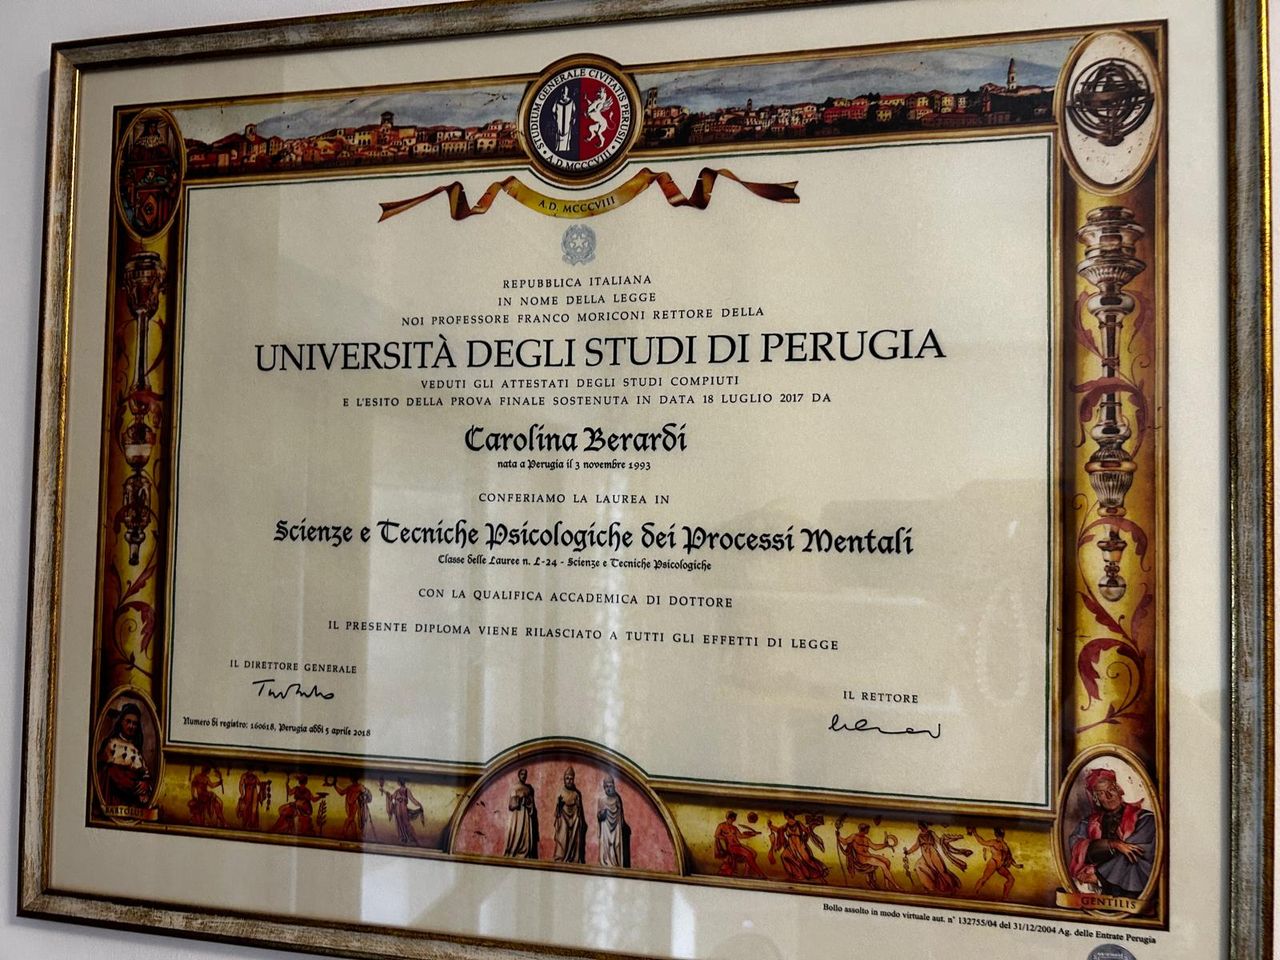 STUDIUM GENERALE CIVITATIS PERUSII
A.D. MCCCVIII
A.D. MCCCVIII
REPUBBLICA ITALIANA
IN NOME DELLA LEGGE
NOI PROFESSORE FRANCO MORICONI RETTORE DELLA
UNIVERSITÀ DEGLI STUDI DI PERUGIA
VEDUTI GLI ATTESTATI DEGLI STUDI COMPIUTI
E L'ESITO DELLA PROVA FINALE SOSTENUTA IN DATA 18 LUGLIO 2017 DA
Carolina Berardi
nata a Perugia il 3 novembre 1993
CONFERIAMO LA LAUREA IN
Scienze e Tecniche Psicologiche dei Processi Mentali
Classe delle Lauree n. L-24 - Scienze e Tecniche Psicologiche
CON LA QUALIFICA ACCADEMICA DI DOTTORE
IL PRESENTE DIPLOMA VIENE RILASCIATO A TUTTI GLI EFFETTI DI LEGGE
IL DIRETTORE GENERALE
IL RETTORE
Numero di registro: 160618, Perugia addì 5 aprile 2018
GENTILIS
Bollo assolto in modo virtuale aut. n° 132755/04 del 31/12/2004 Ag. delle Entrate Perugia